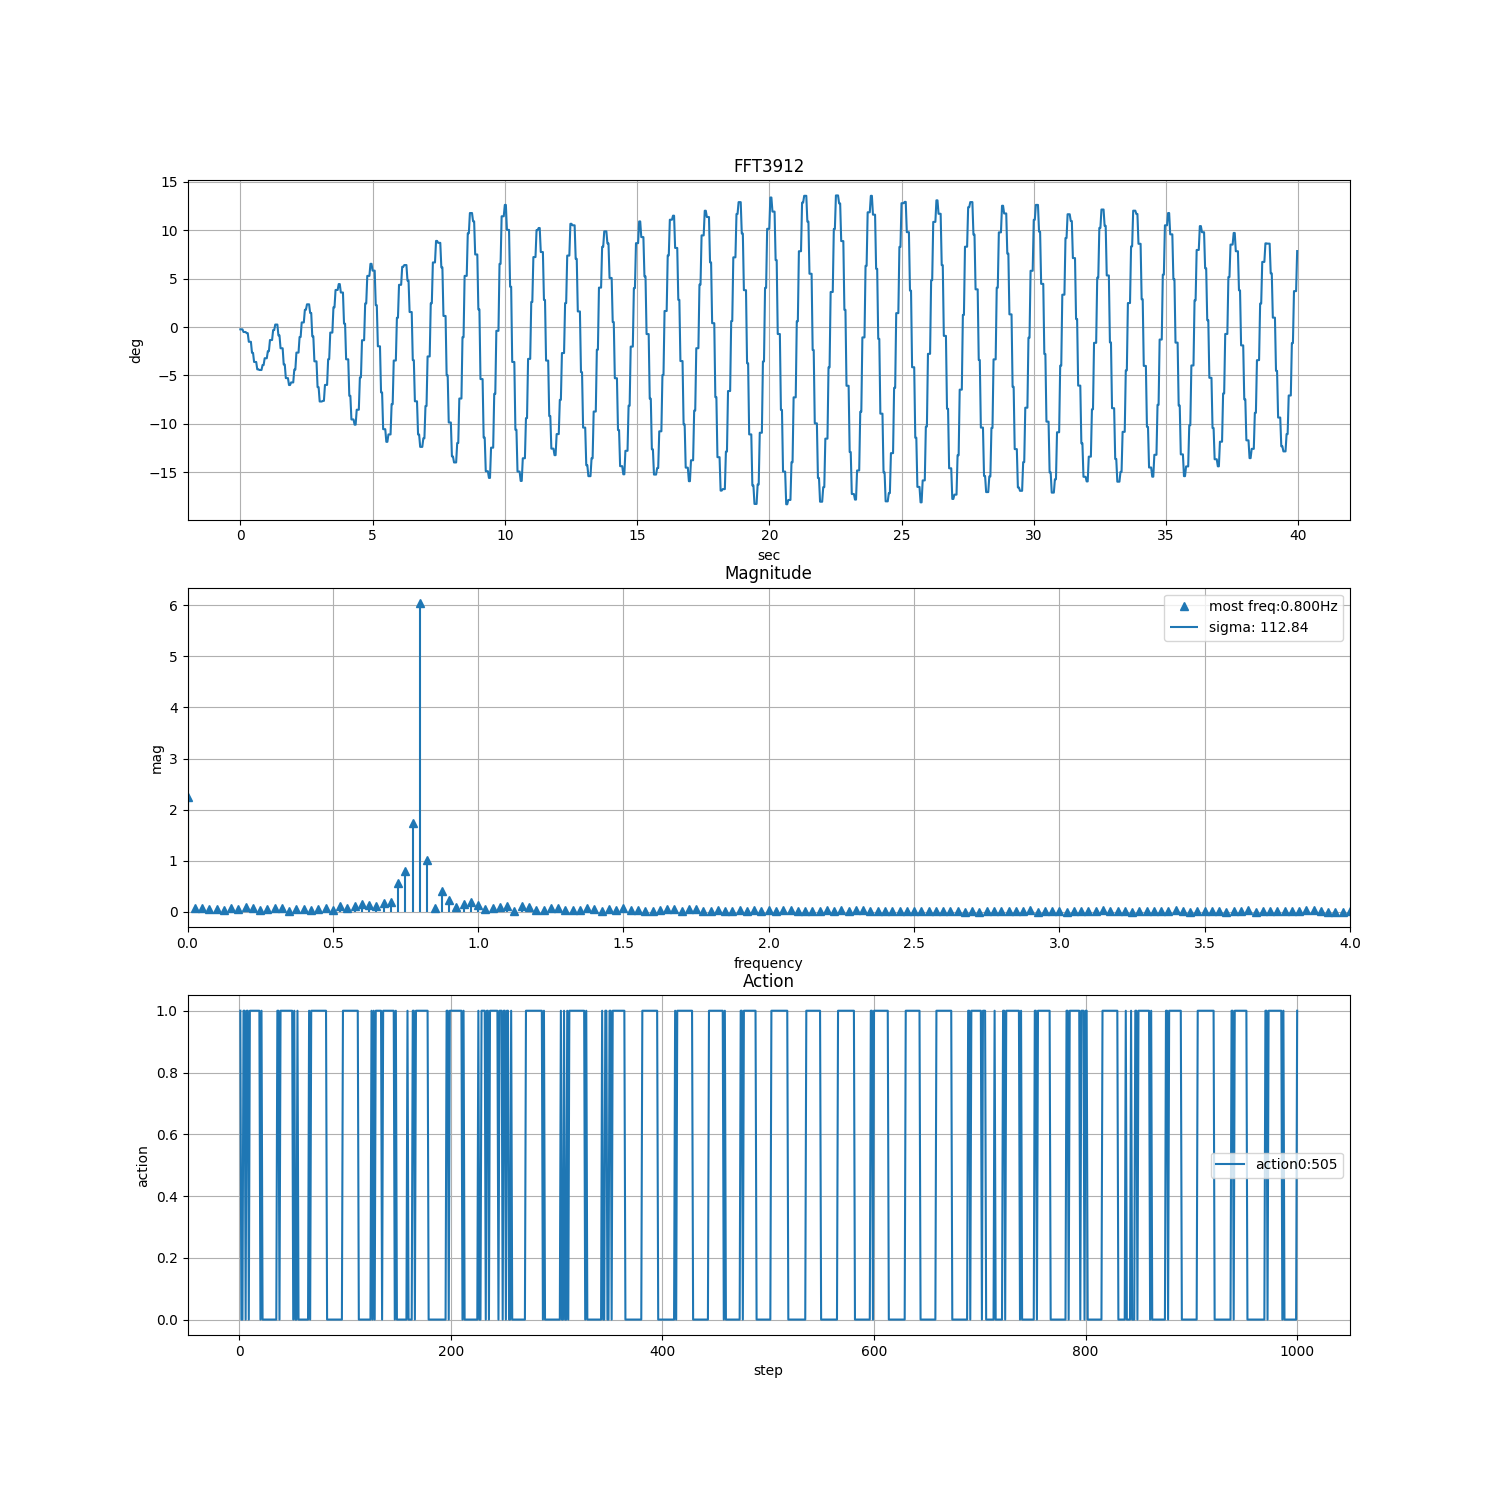 FFT3912
15
10
5
0
−5
−10
−15
deg
0 5 10 15 20 25 30 35 40
sec
Magnitude
6
5
4
3
2
1
0
mag
most freq:0.800Hz
sigma: 112.84
0.0 0.5 1.0 1.5 2.0 2.5 3.0 3.5 4.0
frequency
Action
1.0
0.8
0.6
0.4
0.2
0.0
action
action0:505
0 200 400 600 800 1000
step